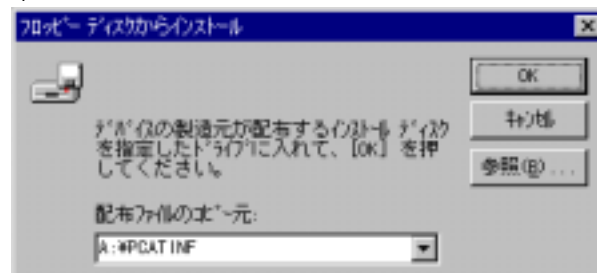 フロッピー ディスクからインストール
OK
デバイスの製造元が配布するインストール ディスク
を指定したドライブに入れて、[OK] を押
してください。
キャンセル
参照(B)...
配布ファイルのコピー元:
A:¥PCATINF